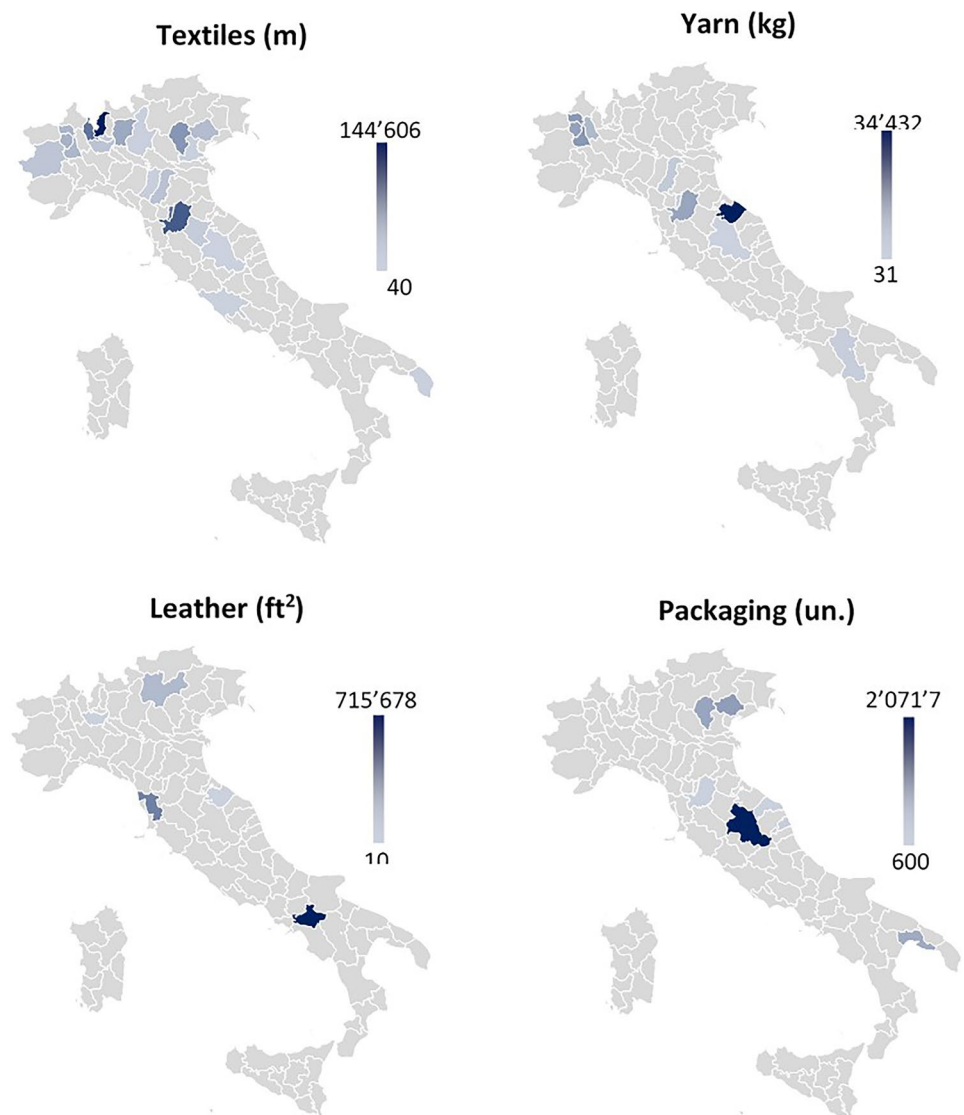 Textiles (m)
144’606
40
Yarn (kg)
34’432
31
Leather (ft²)
715’678
10
Packaging (un.)
2’071’7
600